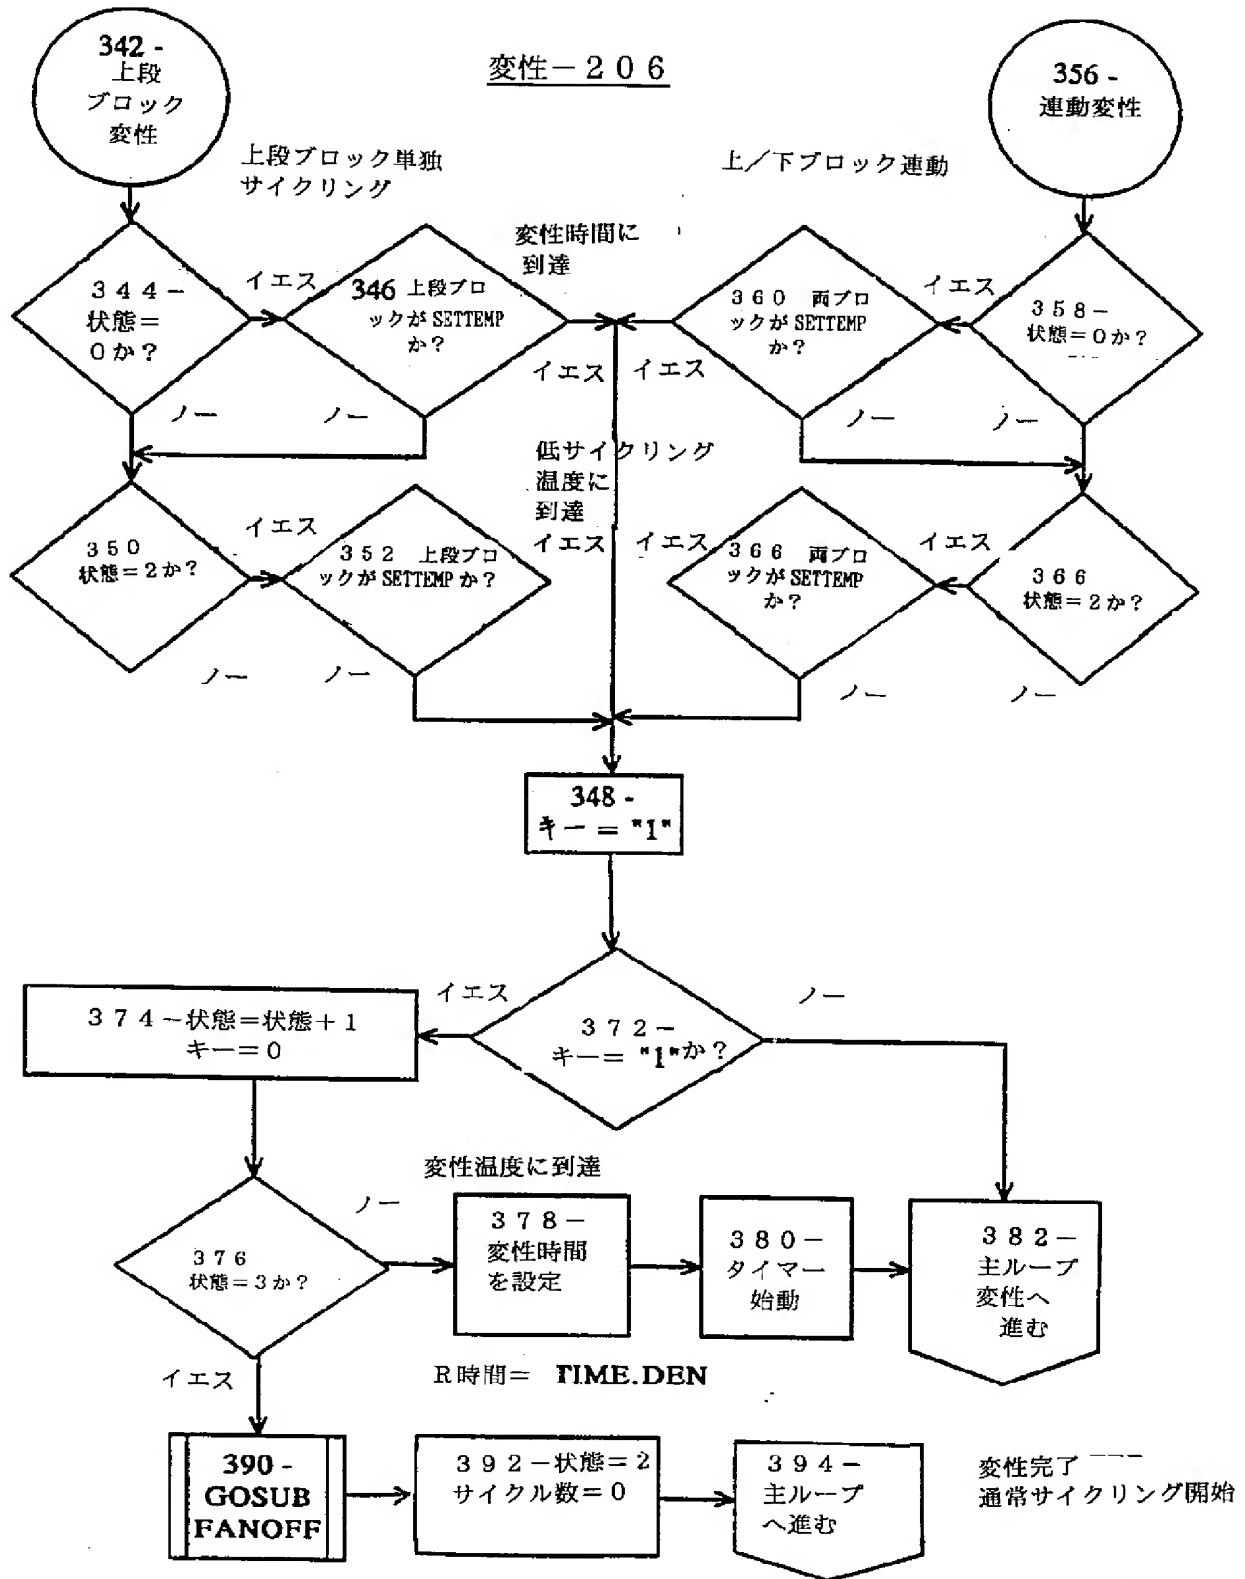 変性－２０６
342 -
上段
ブロック
変性
356 -
連動変性
上段ブロック単独
サイクリング
上／下ブロック連動
３４４－
状態＝
０か？
イエス
346 上段ブロ
ックが SETTEMP
か？
変性時間に
到達
３６０　両ブロ
ックが SETTEMP
か？
イエス
３５８－
状態＝０か？
イエス
イエス
ノー
ノー
ノー
ノー
低サイクリング
温度に
到達
３５０
状態＝２か？
イエス
３５２　上段ブロ
ックが SETTEMP か？
イエス
イエス
３６６　両ブロ
ックが SETTEMP
か？
イエス
３６６
状態＝２か？
ノー
ノー
ノー
ノー
348 -
キー＝ "1"
３７４－状態＝状態＋１
キー＝０
イエス
３７２－
キー＝ "1" か？
ノー
変性温度に到達
３７６
状態＝３か？
ノー
３７８－
変性時間
を設定
３８０－
タイマー
始動
３８２－
主ループ
変性へ
進む
イエス
Ｒ時間＝ TIME.DEN
390 -
GOSUB
FANOFF
３９２－状態＝２
サイクル数＝０
３９４－
主ループ
へ進む
変性完了
通常サイクリング開始